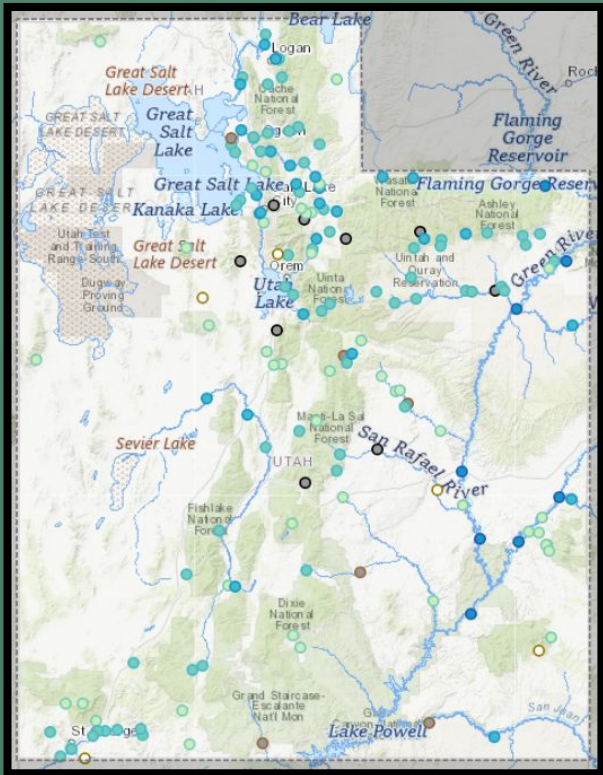 Bear Lake
Logan
Green River
Rock
Great Salt
Lake Desert
AH
Cache
National
Forest
GREAT SALT
LAKE DESERT
Great
Salt
Lake
Flaming
Gorge
Reservoir
Great Salt Lake
Lake
City
Flaming Gorge Reserv
National
Forest
Ashley
National
Forest
GREAT SALT
LAKE DESERT
Kanaka Lake
Utah Test
and Training
Range-South
Great Salt
Lake Desert
Green River
Orem
Uintah and
Ouray
Reservation
Dugway
Proving
Ground
Utah
Lake
Uinta
National
Forest
Manti-La Sal
National
Forest
Sevier Lake
San Rafael River
UTAH
Fishlake
National
Forest
Dixie
National
Forest
Grand Staircase-
Escalante
Nat'l Mon
San Juan
Lake Powell